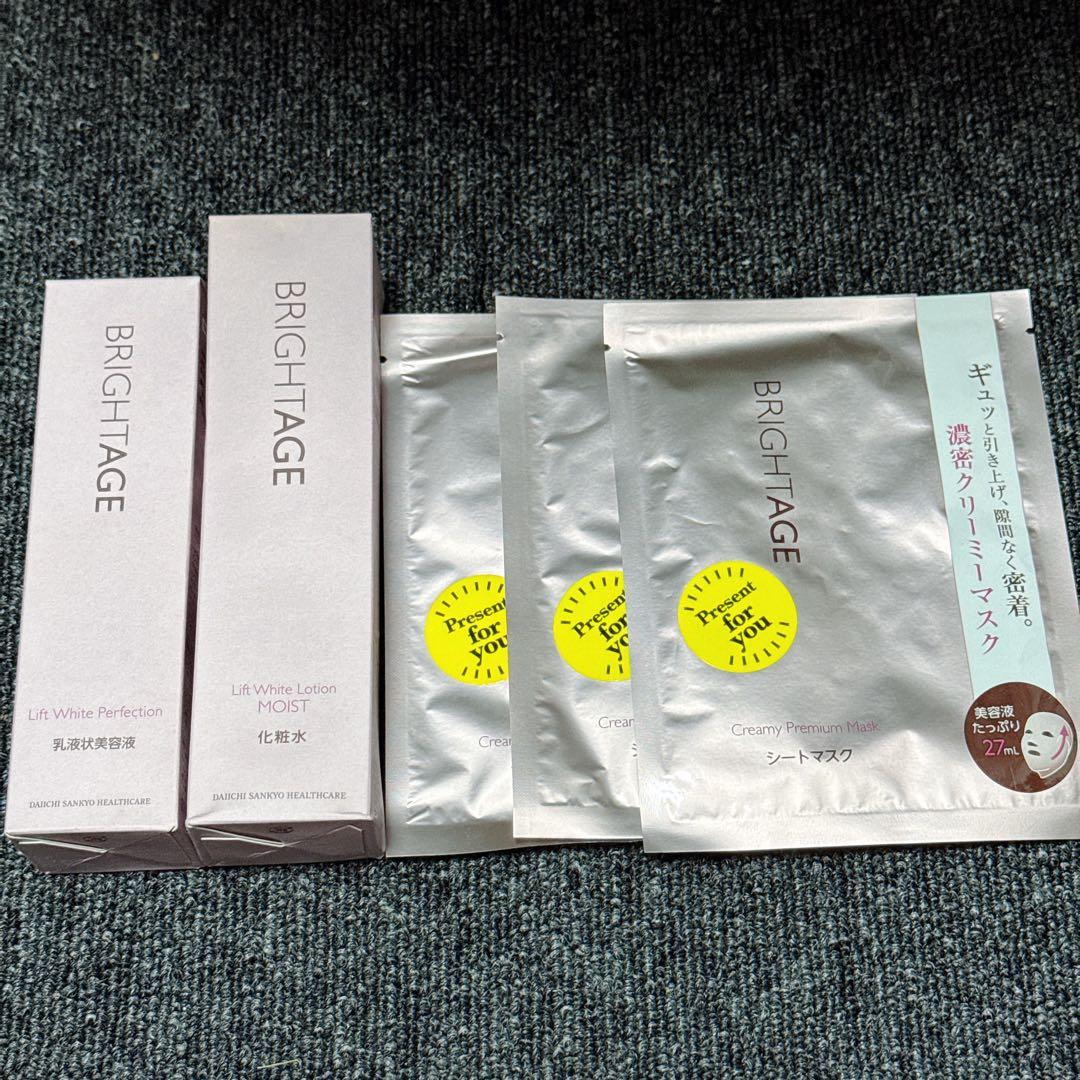 BRIGHTAGE
Lift White Perfection
乳液状美容液
DAIICHI SANKYO HEALTHCARE
BRIGHTAGE
Lift White Lotion
MOIST
化粧水
DAIICHI SANKYO HEALTHCARE
Present
for
you
Present
for
you
BRIGHTAGE
Present
for
you
Creamy Premium Mask
シートマスク
ギュッと引き上げ、隙間なく密着。
濃密クリーミーマスク
美容液
たっぷり
27mL